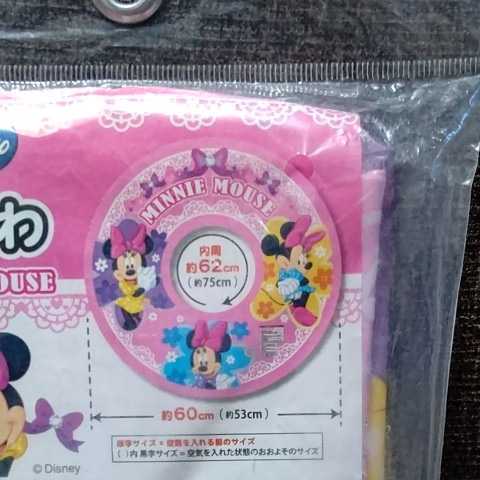 MINNIE MOUSE
わ
OUSE
内周
約62cm
(約75cm)
約60cm (約53cm)
赤字サイズ = 空気を入れる前のサイズ
( )内 黒字サイズ = 空気を入れた状態のおおよそのサイズ
© Disney